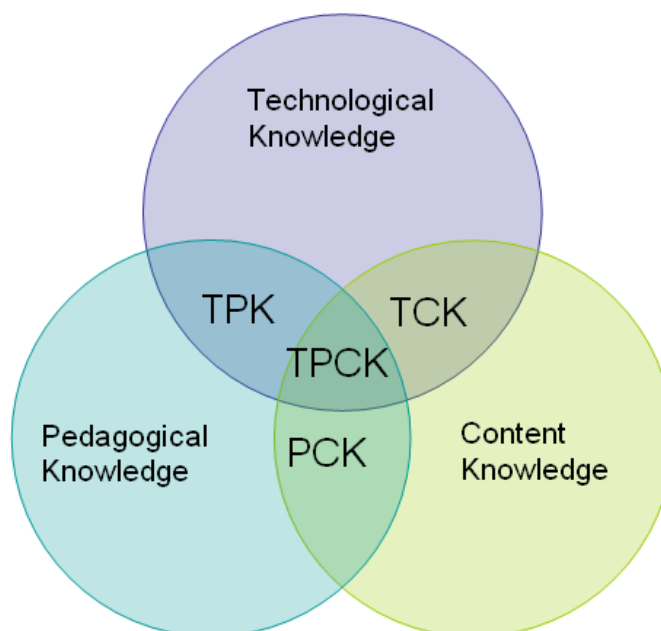 Technological
Knowledge
TPK
TCK
TPCK
Pedagogical
Knowledge
PCK
Content
Knowledge